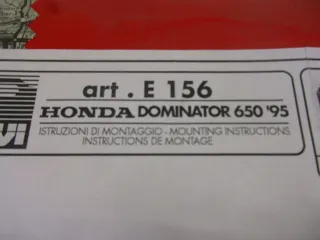 art. E 156
HONDA DOMINATOR 650 '95
ISTRUZIONI DI MONTAGGIO - MOUNTING INSTRUCTIONS
INSTRUCTIONS DE MONTAGE